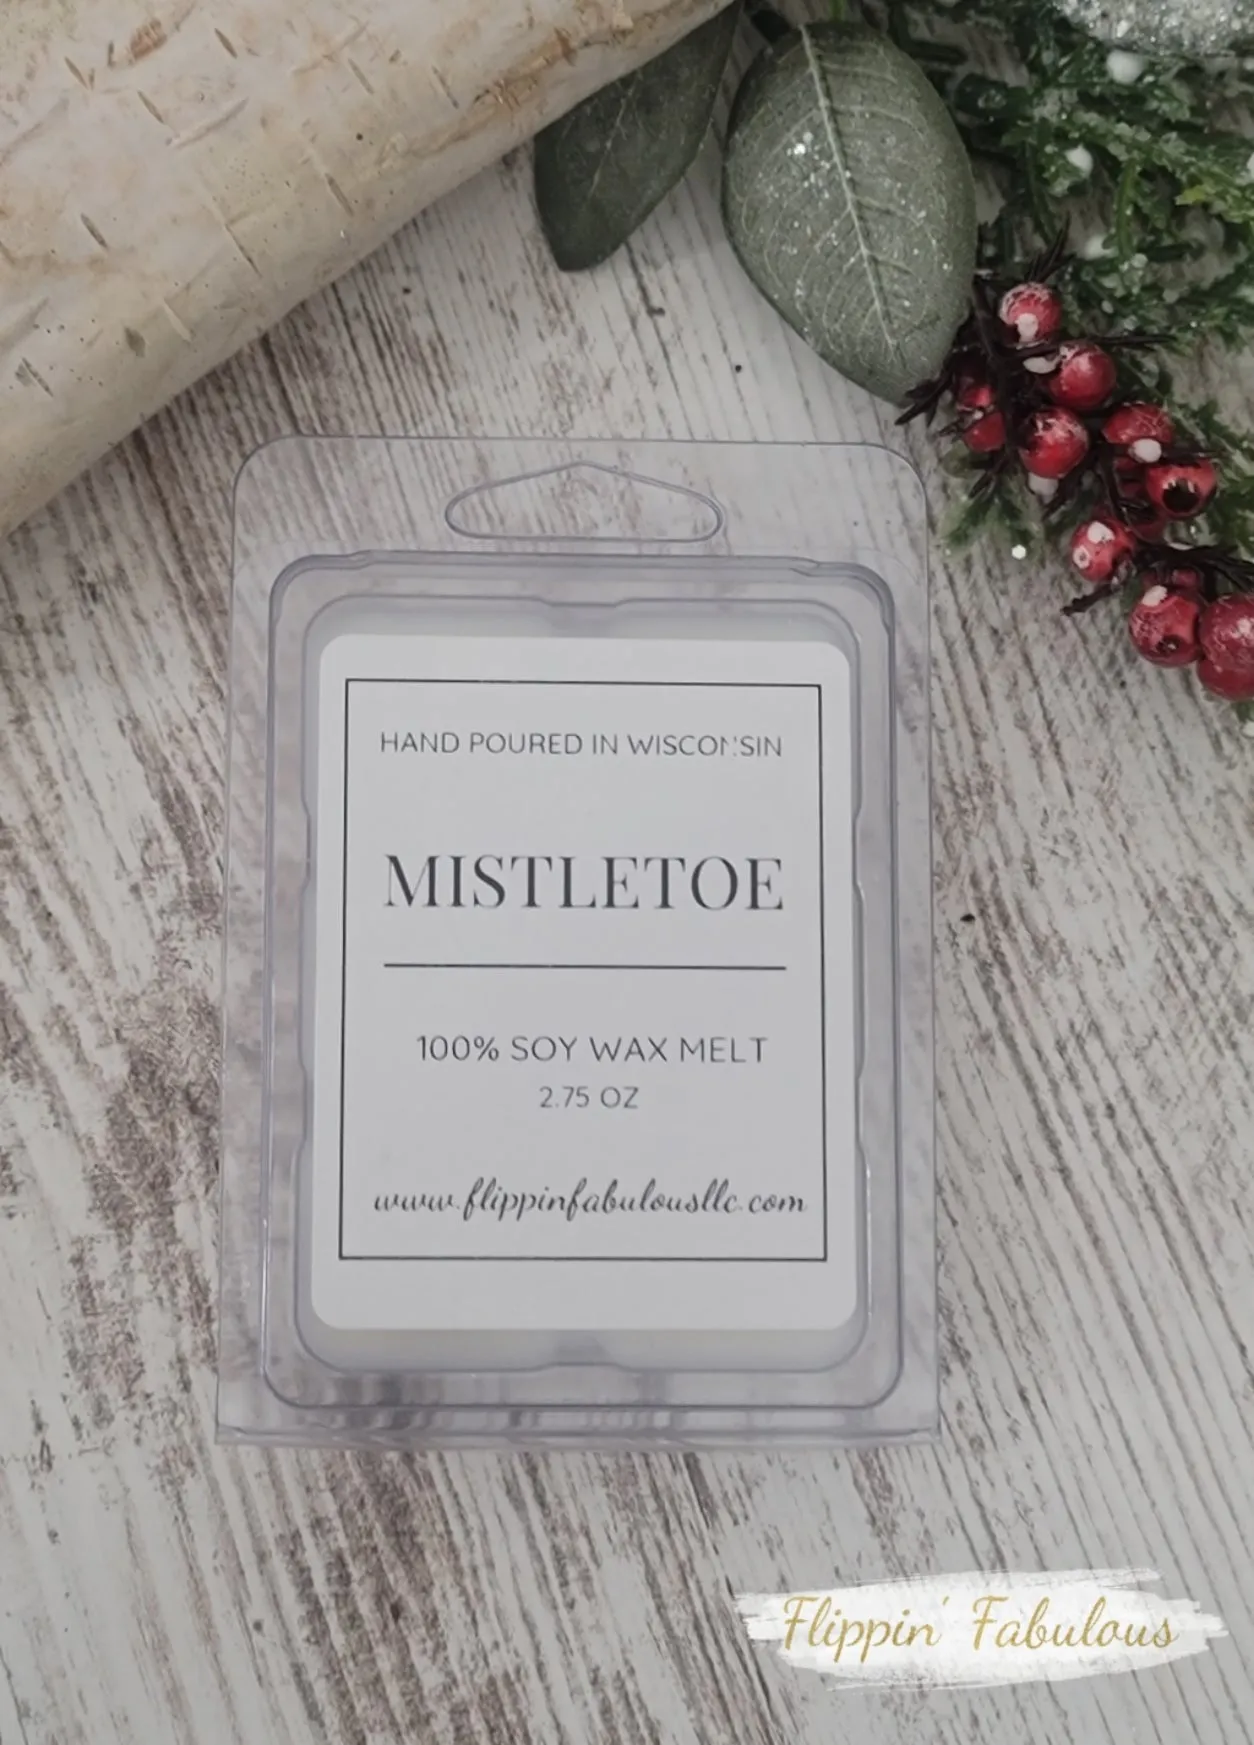 HAND POURED IN WISCONSIN
MISTLETOE
100% SOY WAX MELT
2.75 OZ
www.flippinfabulousllc.com
Flippin' Fabulous